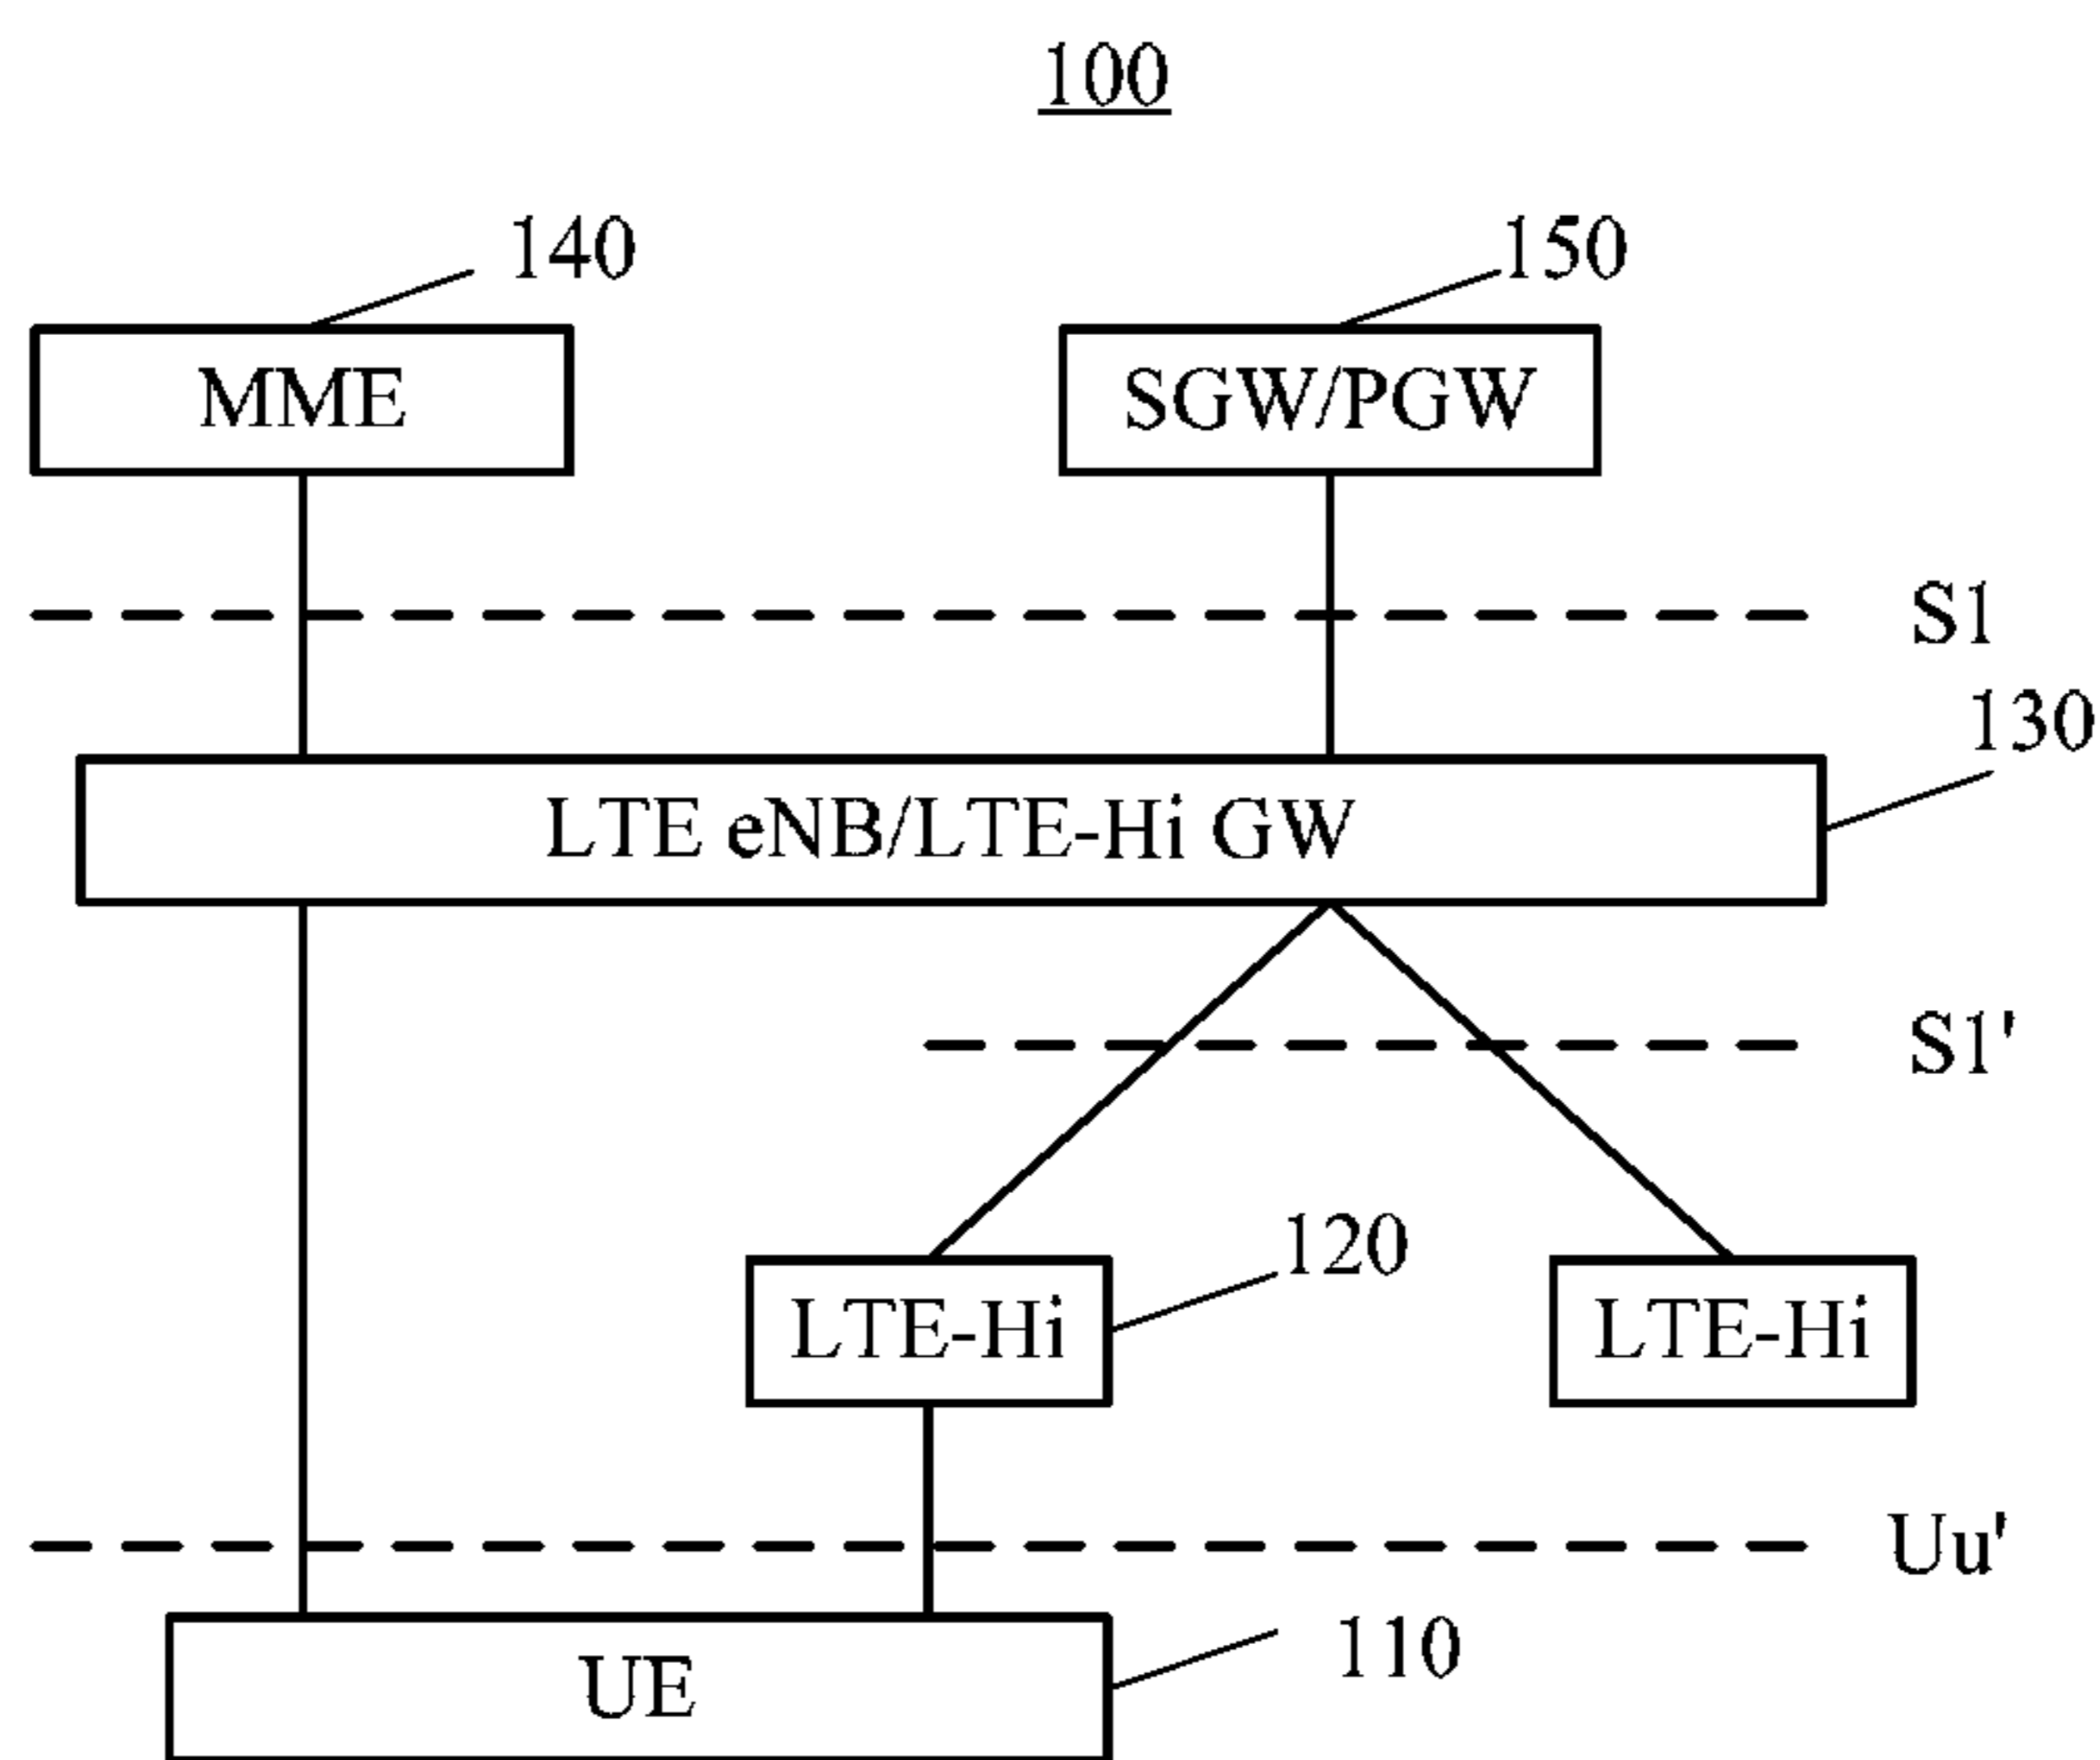 100
140
150
MME
SGW/PGW
S1
130
LTE eNB/LTE-Hi GW
S1'
120
LTE-Hi
LTE-Hi
Uu'
110
UE